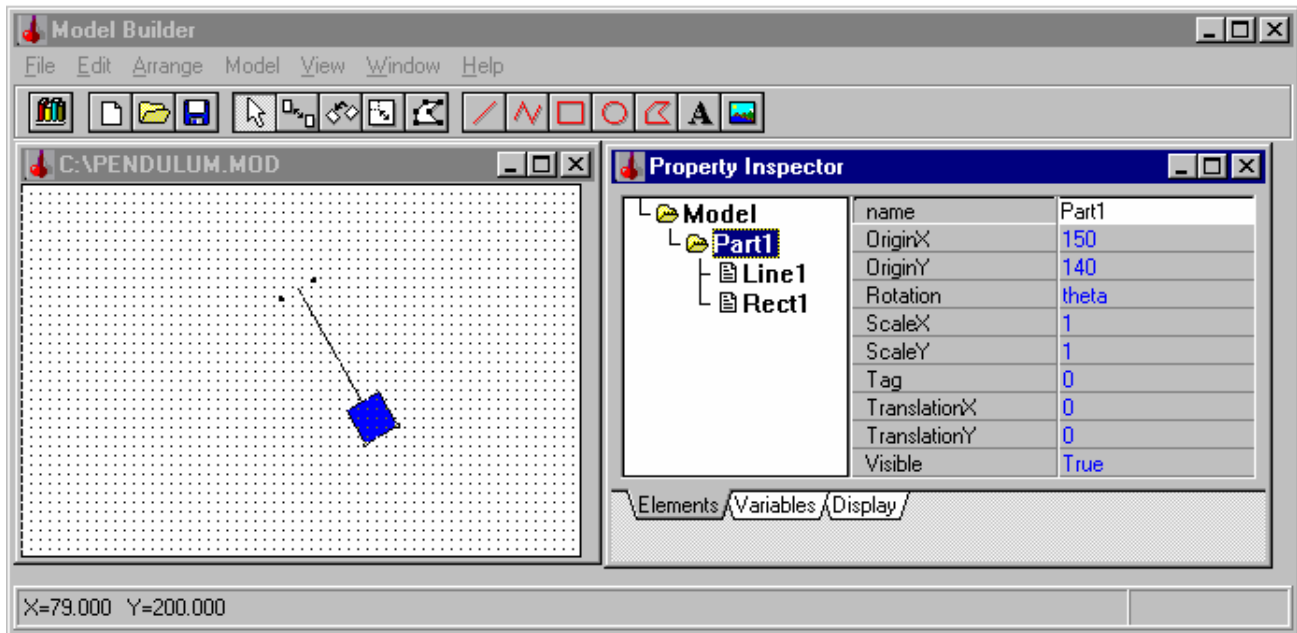 Model Builder
File Edit Arrange Model View Window Help
A
C:\PENDULUM.MOD
Property Inspector
Model
Part1
Line1
Rect1
name Part1
OriginX 150
OriginY 140
Rotation theta
ScaleX 1
ScaleY 1
Tag 0
TranslationX 0
TranslationY 0
Visible True
Elements Variables Display
X=79.000 Y=200.000